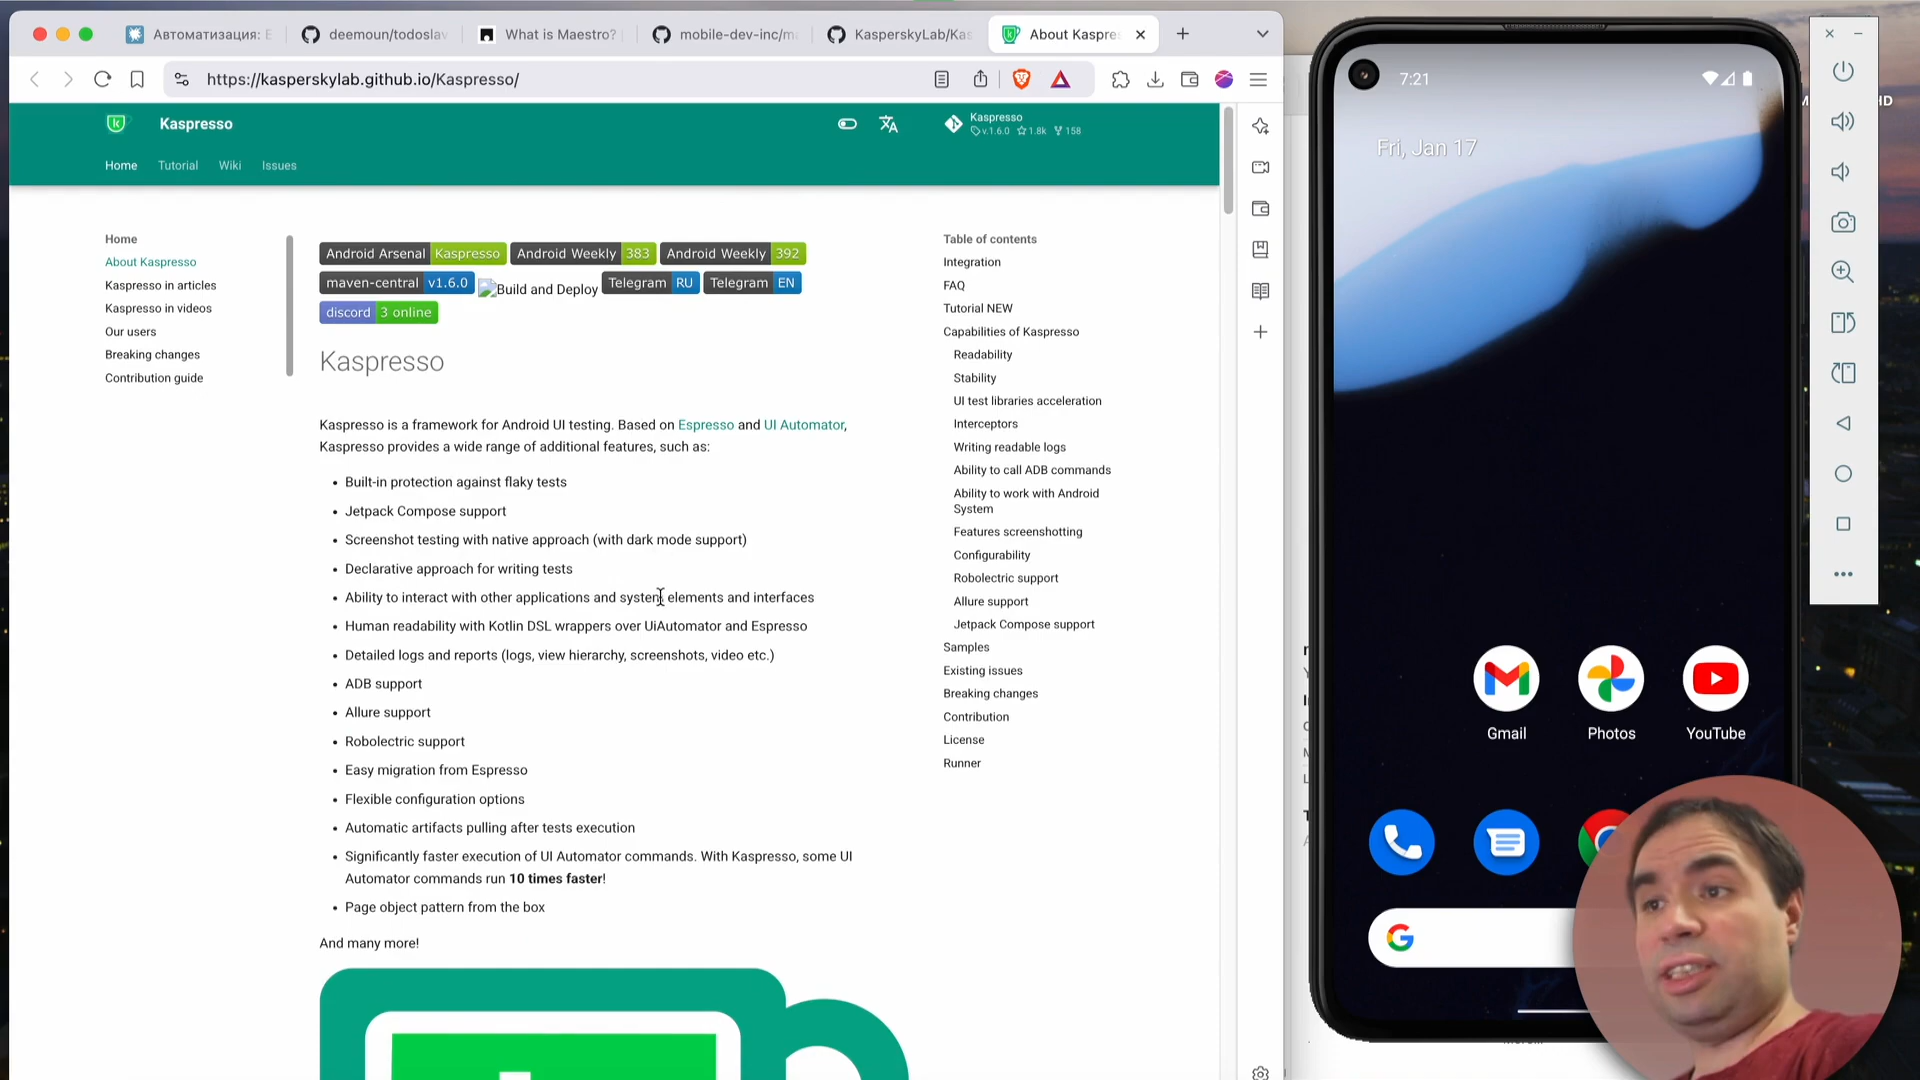 Автоматизация: Е
deemoun/todoslav
What is Maestro?
mobile-dev-inc/m
KasperskyLab/Kas
About Kaspre
https://kasperskylab.github.io/Kaspresso/
Kaspresso
Kaspresso
v.1.6.0 1.8k 158
Home Tutorial Wiki Issues
Home
About Kaspresso
Kaspresso in articles
Kaspresso in videos
Our users
Breaking changes
Contribution guide
Android Arsenal Kaspresso Android Weekly 383 Android Weekly 392
maven-central v1.6.0 Build and Deploy Telegram RU Telegram EN
discord 3 online
Kaspresso
Kaspresso is a framework for Android UI testing. Based on Espresso and UI Automator,
Kaspresso provides a wide range of additional features, such as:
• Built-in protection against flaky tests
• Jetpack Compose support
• Screenshot testing with native approach (with dark mode support)
• Declarative approach for writing tests
• Ability to interact with other applications and system elements and interfaces
• Human readability with Kotlin DSL wrappers over UiAutomator and Espresso
• Detailed logs and reports (logs, view hierarchy, screenshots, video etc.)
• ADB support
• Allure support
• Robolectric support
• Easy migration from Espresso
• Flexible configuration options
• Automatic artifacts pulling after tests execution
• Significantly faster execution of UI Automator commands. With Kaspresso, some UI
Automator commands run 10 times faster!
• Page object pattern from the box
And many more!
Table of contents
Integration
FAQ
Tutorial NEW
Capabilities of Kaspresso
Readability
Stability
UI test libraries acceleration
Interceptors
Writing readable logs
Ability to call ADB commands
Ability to work with Android
System
Features screenshotting
Configurability
Robolectric support
Allure support
Jetpack Compose support
Samples
Existing issues
Breaking changes
Contribution
License
Runner
7:21
Fri, Jan 17
Gmail
Photos
YouTube
G
HD